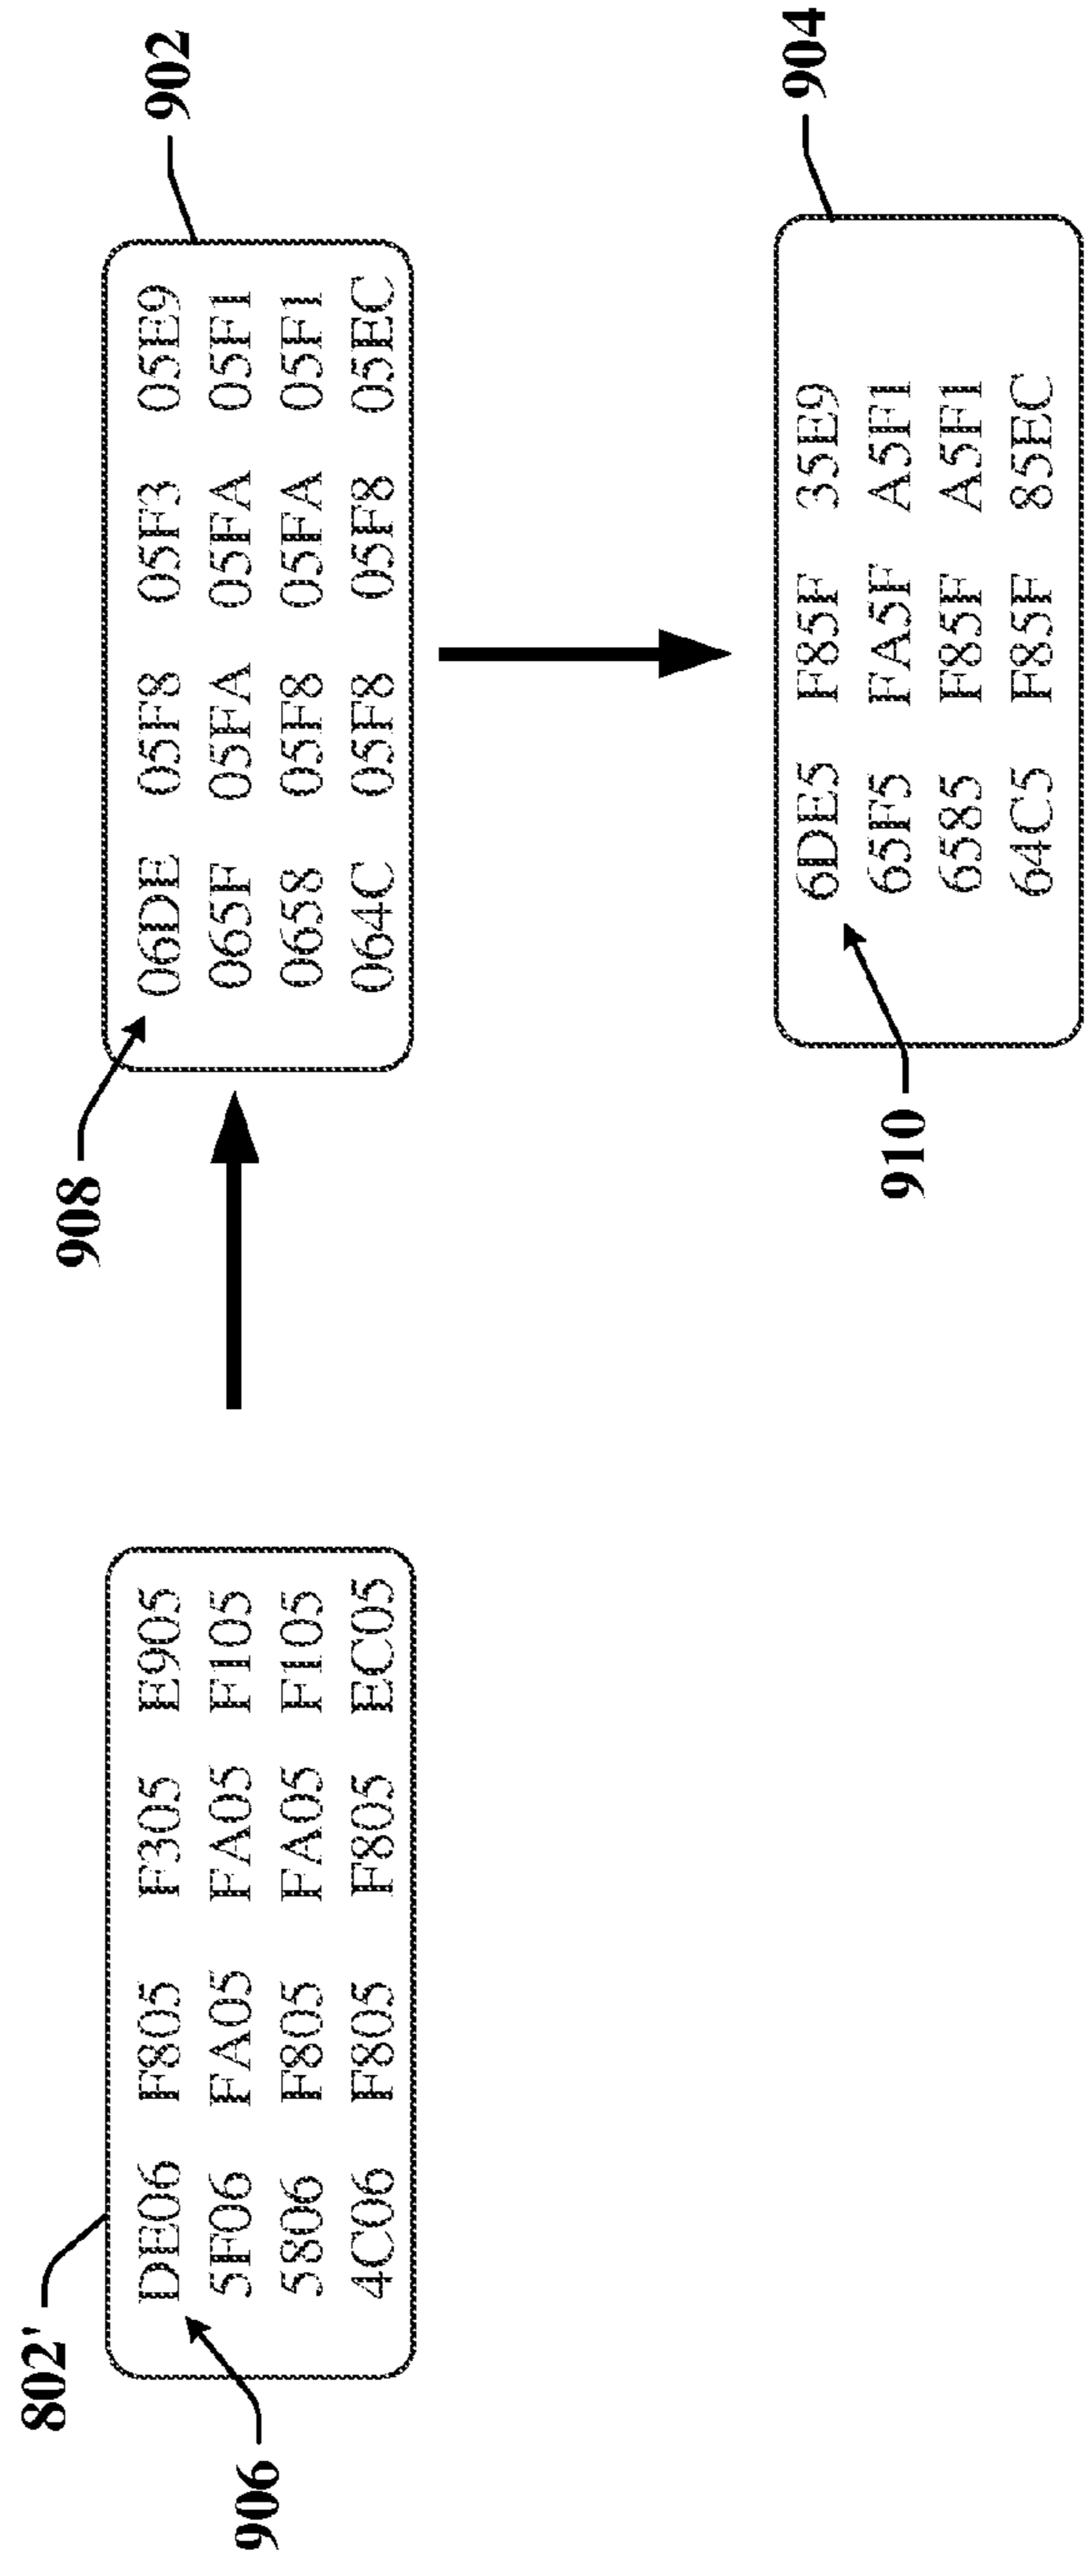 802'
DE06 F805 F305 E905
5F06 FA05 FA05 F105
5806 F805 FA05 F105
4C06 F805 F805 EC05
906
908
902
06DE 05F8 05F3 05E9
065F 05FA 05FA 05F1
0658 05F8 05FA 05F1
064C 05F8 05F8 05EC
904
6DE5 F85F 35E9
65F5 FA5F A5F1
6585 F85F A5F1
64C5 F85F 85EC
910